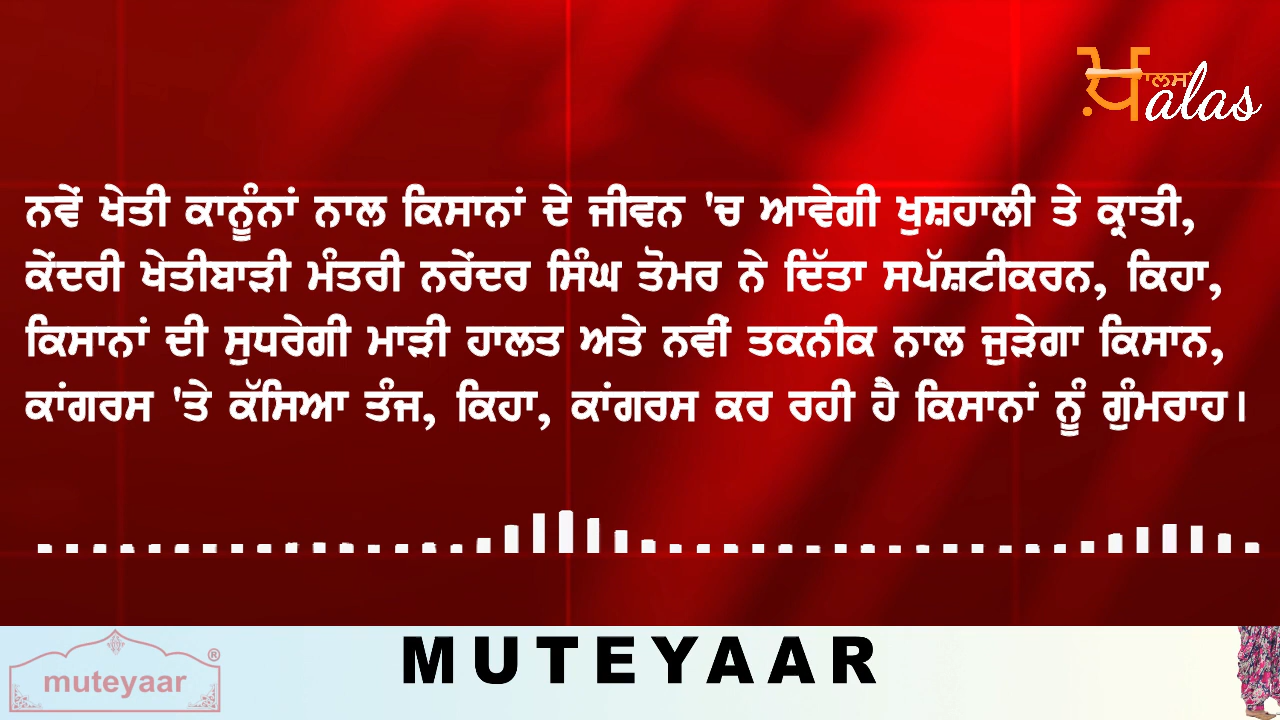 ਖ਼ਾਲਸ alas
ਨਵੇਂ ਖੇਤੀ ਕਾਨੂੰਨਾਂ ਨਾਲ ਕਿਸਾਨਾਂ ਦੇ ਜੀਵਨ 'ਚ ਆਵੇਗੀ ਖੁਸ਼ਹਾਲੀ ਤੇ ਕ੍ਰਾਤੀ,
ਕੇਂਦਰੀ ਖੇਤੀਬਾੜੀ ਮੰਤਰੀ ਨਰੇਂਦਰ ਸਿੰਘ ਤੋਮਰ ਨੇ ਦਿੱਤਾ ਸਪੱਸ਼ਟੀਕਰਨ, ਕਿਹਾ,
ਕਿਸਾਨਾਂ ਦੀ ਸੁਧਰੇਗੀ ਮਾੜੀ ਹਾਲਤ ਅਤੇ ਨਵੀਂ ਤਕਨੀਕ ਨਾਲ ਜੁੜੇਗਾ ਕਿਸਾਨ,
ਕਾਂਗਰਸ 'ਤੇ ਕੱਸਿਆ ਤੰਜ, ਕਿਹਾ, ਕਾਂਗਰਸ ਕਰ ਰਹੀ ਹੈ ਕਿਸਾਨਾਂ ਨੂੰ ਗੁੰਮਰਾਹ।
muteyaar ®
MUTEYAAR